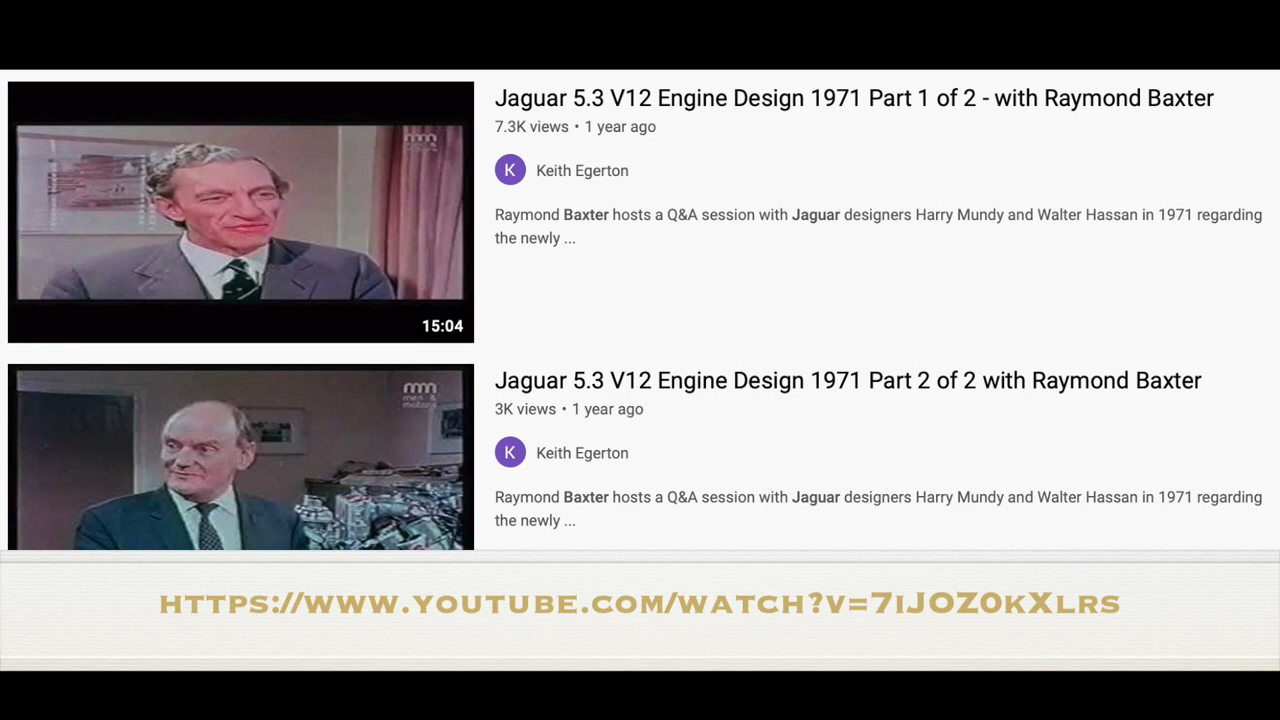 Jaguar 5.3 V12 Engine Design 1971 Part 1 of 2 - with Raymond Baxter
7.3K views • 1 year ago
K Keith Egerton
Raymond Baxter hosts a Q&A session with Jaguar designers Harry Mundy and Walter Hassan in 1971 regarding
the newly ...
15:04
Jaguar 5.3 V12 Engine Design 1971 Part 2 of 2 with Raymond Baxter
3K views • 1 year ago
men &
motors
K Keith Egerton
Raymond Baxter hosts a Q&A session with Jaguar designers Harry Mundy and Walter Hassan in 1971 regarding
the newly ...
https://www.youtube.com/watch?v=7iJOZ0kXlrs